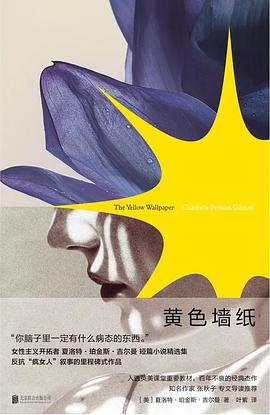 The Yellow Wallpaper Charlotte Perkins Gilman
黄色墙纸
“你脑子里一定有什么病态的东西。”
女性主义开拓者 夏洛特·珀金斯·吉尔曼 短篇小说精选集
反抗“疯女人”叙事的里程碑式作品
入选英美课堂重要教材，百年不衰的经典杰作
知名作家 张秋子 专文导读推荐
［美］夏洛特·珀金斯·吉尔曼 著 叶紫 译
北京联合出版公司